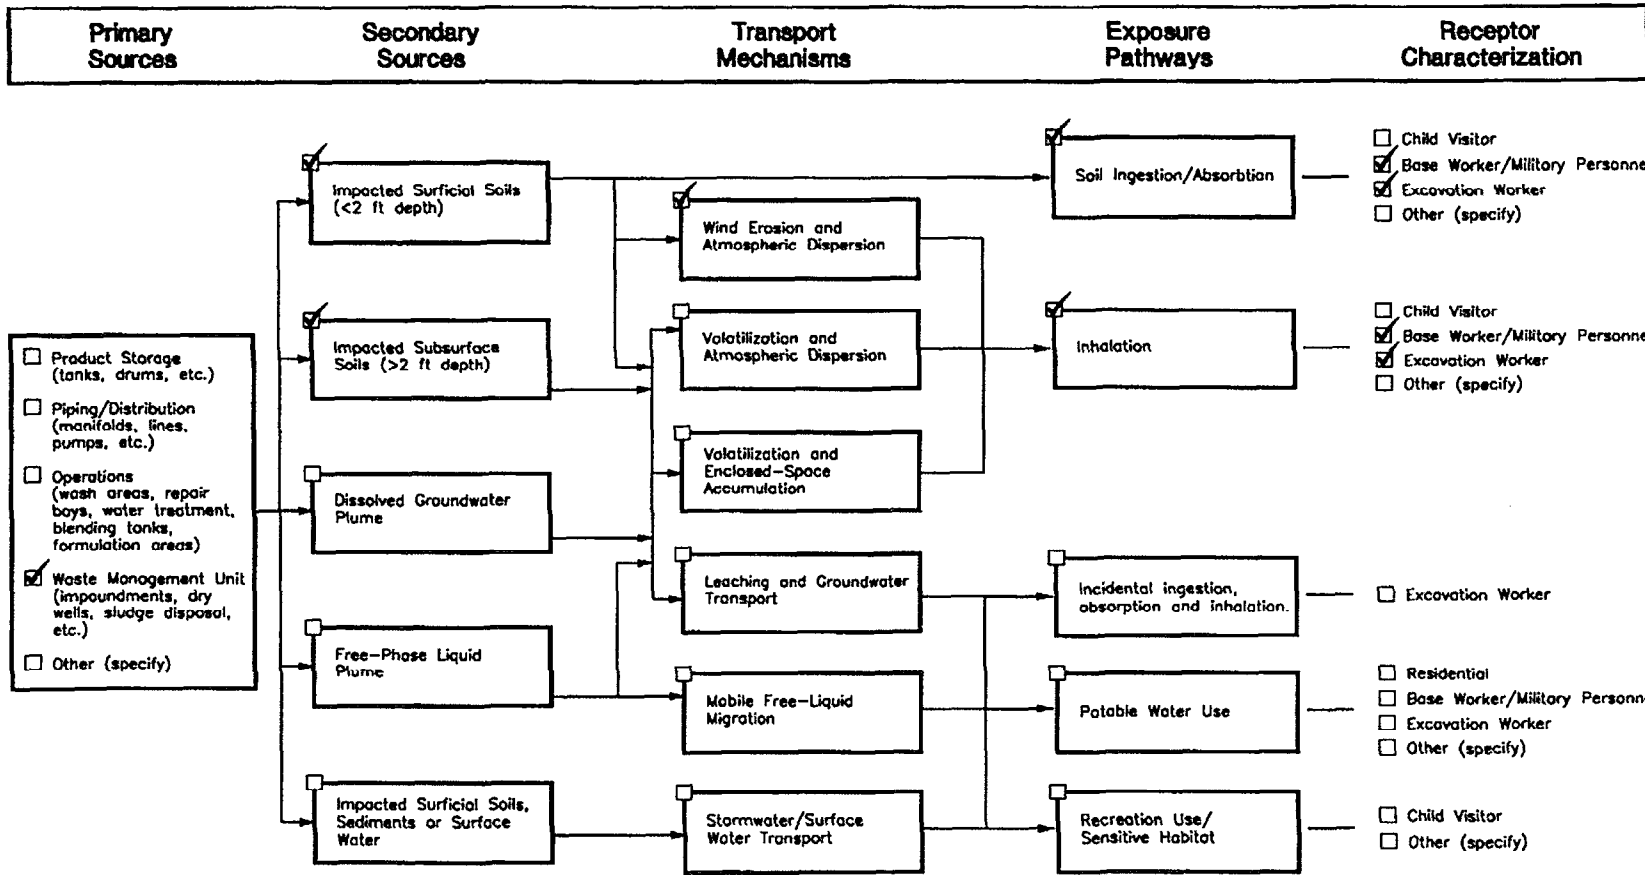 Primary
Sources
Secondary
Sources
Transport
Mechanisms
Exposure
Pathways
Receptor
Characterization
Product Storage
(tanks, drums, etc.)
Piping/Distribution
(manifolds, lines,
pumps, etc.)
Operations
(wash areas, repair
bays, water treatment,
blending tanks,
formulation areas)
Waste Management Unit
(impoundments, dry
wells, sludge disposal,
etc.)
Other (specify)
Impacted Surficial Soils
(<2 ft depth)
Impacted Subsurface
Soils (>2 ft depth)
Dissolved Groundwater
Plume
Free-Phase Liquid
Plume
Impacted Surficial Soils,
Sediments or Surface
Water
Wind Erosion and
Atmospheric Dispersion
Volatilization and
Atmospheric Dispersion
Volatilization and
Enclosed-Space
Accumulation
Leaching and Groundwater
Transport
Mobile Free-Liquid
Migration
Stormwater/Surface
Water Transport
Soil Ingestion/Absorbtian
Inhalation
Incidental ingestion,
absorption and inhalation.
Potable Water Use
Recreation Use/
Sensitive Habitat
Child Visitor
Base Worker/Military Personne
Excavation Worker
Other (specify)
Child Visitor
Base Worker/Military Personne
Excavation Worker
Other (specify)
Excavation Worker
Residential
Base Worker/Military Personn
Excavation Worker
Other (specify)
Child Visitor
Other (specify)